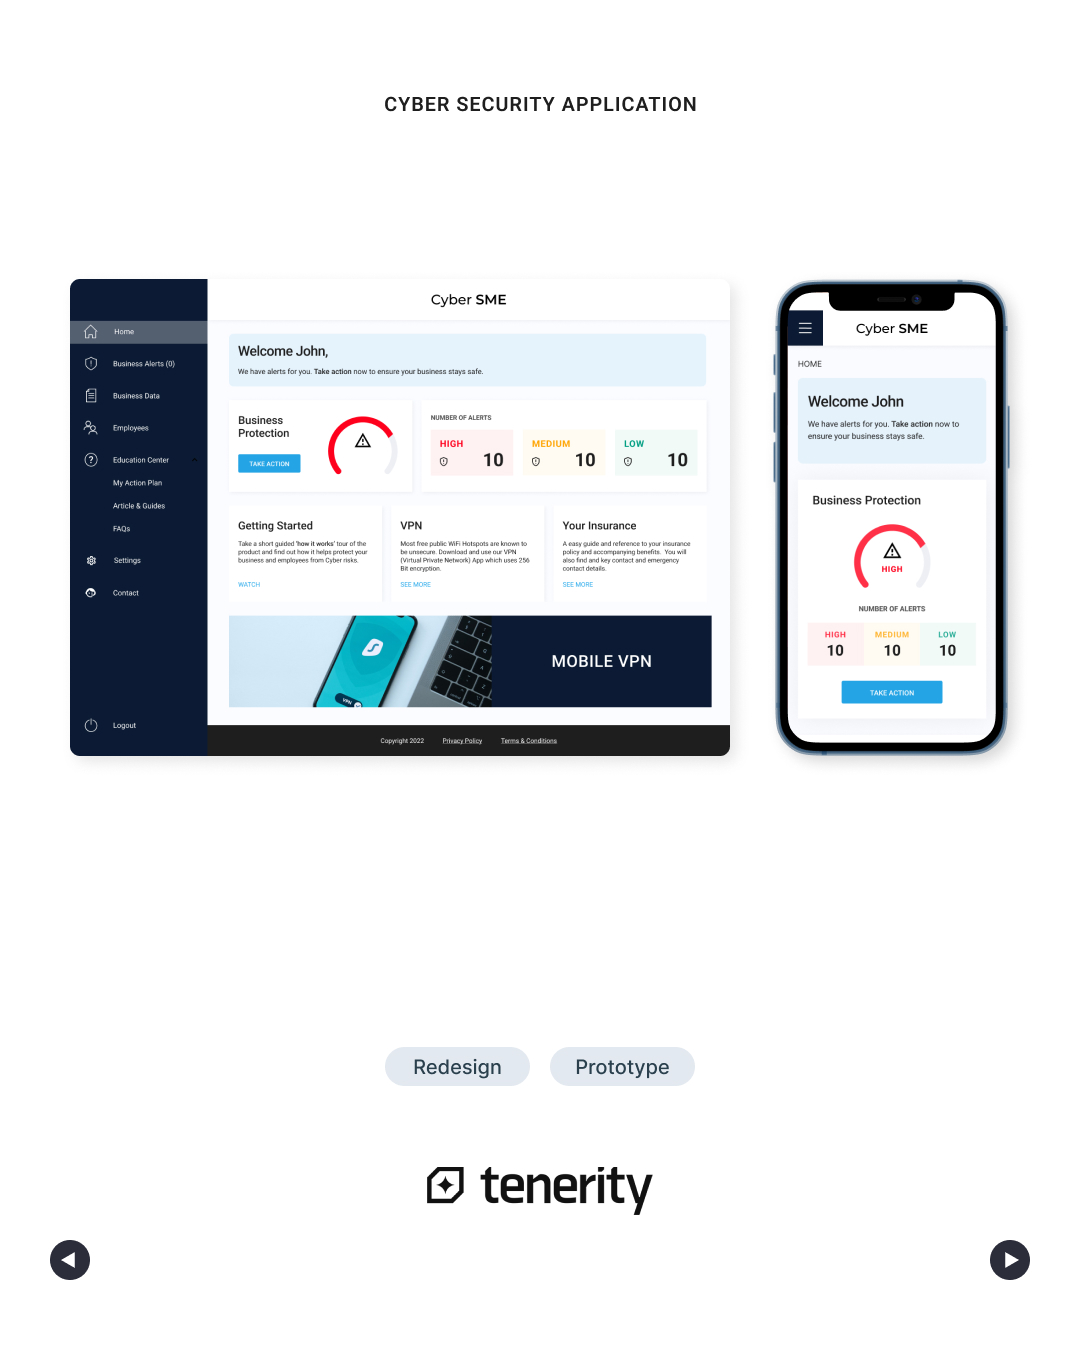 CYBER SECURITY APPLICATION
Cyber SME
Home
Business Alerts (0)
Business Data
Employees
Education Center
My Action Plan
Article & Guides
FAQs
Settings
Contact
Logout
Welcome John,
We have alerts for you. Take action now to ensure your business stays safe.
Business
Protection
TAKE ACTION
NUMBER OF ALERTS
HIGH
10
MEDIUM
10
LOW
10
Getting Started
Take a short guided 'how it works' tour of the
product and find out how it helps protect your
business and employees from Cyber risks.
WATCH
VPN
Most free public WiFi Hotspots are known to
be unsecure. Download and use our VPN
(Virtual Private Network) App which uses 256
Bit encryption.
SEE MORE
Your Insurance
A easy guide and reference to your insurance
policy and accompanying benefits. You will
also find and key contact and emergency
contact details.
SEE MORE
VPN
MOBILE VPN
Copyright 2022 Privacy Policy Terms & Conditions
Cyber SME
HOME
Welcome John
We have alerts for you. Take action now to
ensure your business stays safe.
Business Protection
HIGH
NUMBER OF ALERTS
HIGH MEDIUM LOW
10 10 10
TAKE ACTION
Redesign Prototype
tenerity